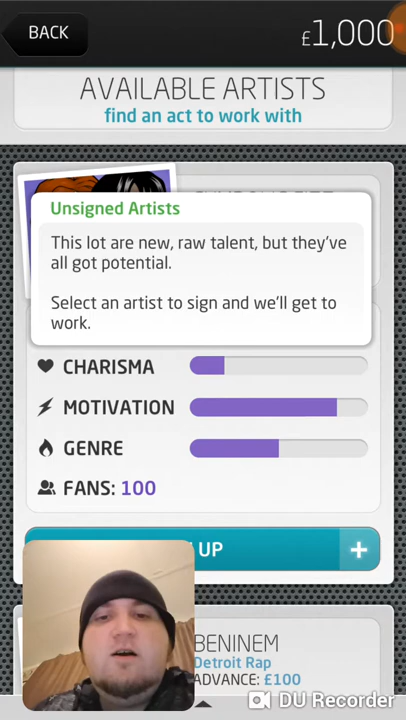 BACK
£1,000
AVAILABLE ARTISTS
find an act to work with
Unsigned Artists
This lot are new, raw talent, but they've
all got potential.
Select an artist to sign and we'll get to
work.
CHARISMA
MOTIVATION
GENRE
FANS: 100
UP
BENINEM
Detroit Rap
ADVANCE: £100
DU Recorder